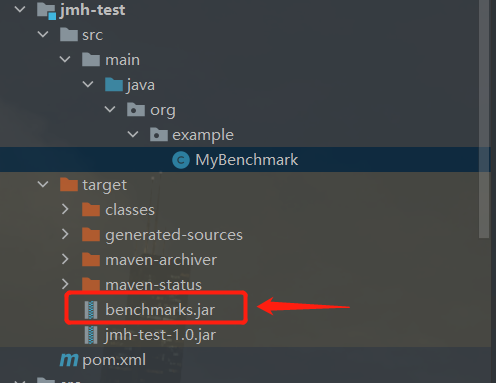 jmh-test
src
main
java
org
example
MyBenchmark
target
classes
generated-sources
maven-archiver
maven-status
benchmarks.jar
jmh-test-1.0.jar
pom.xml